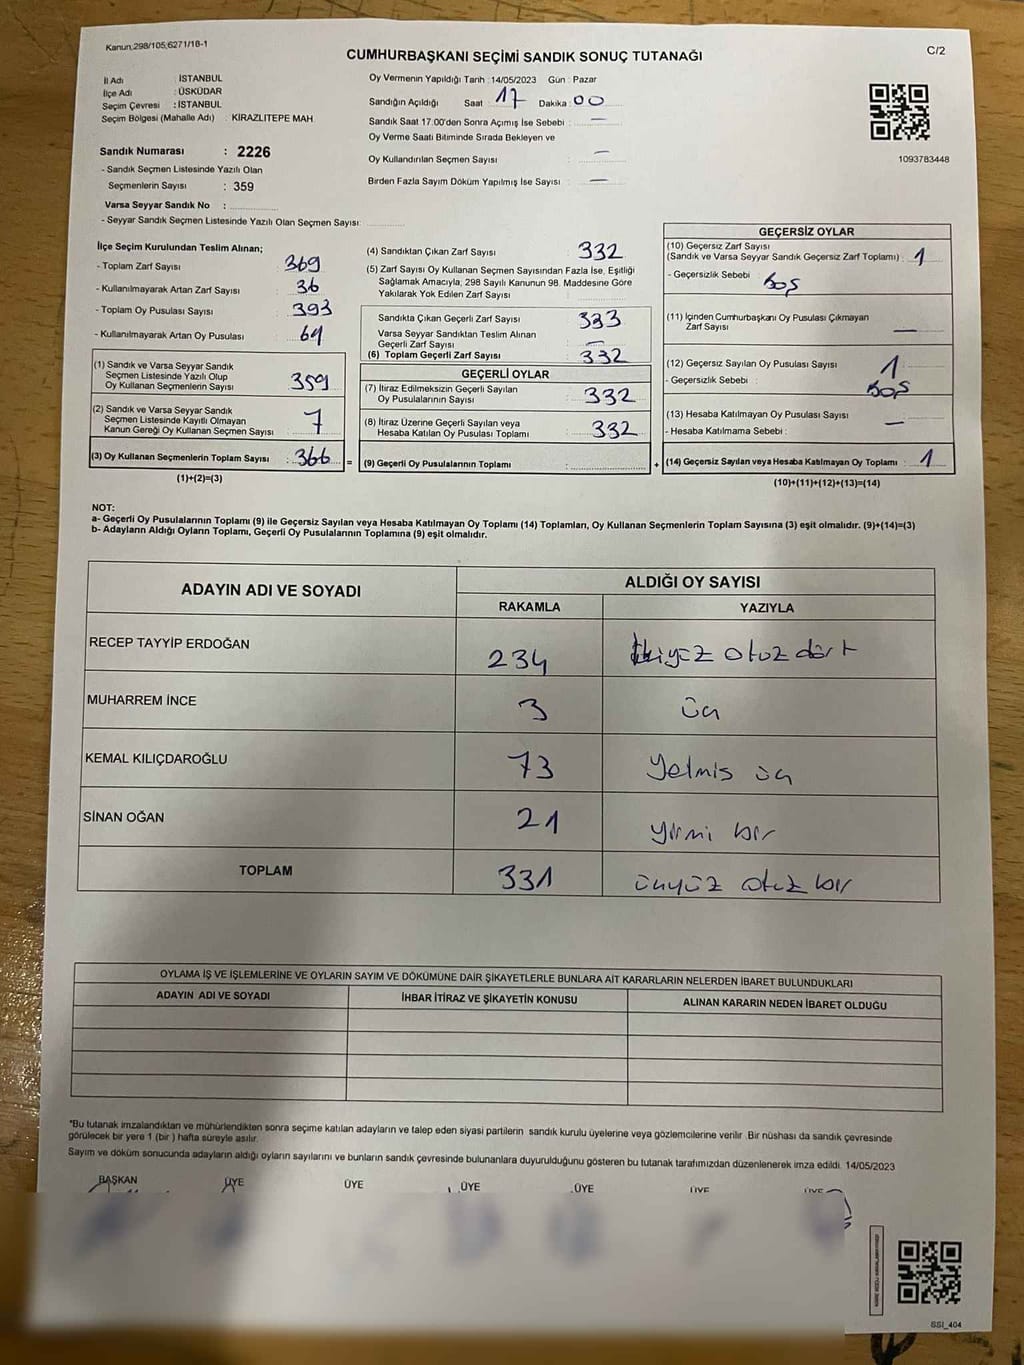 Kanun,298/105;6271/18-1
C/2
CUMHURBAŞKANI SEÇİMİ SANDIK SONUÇ TUTANAĞI
İl Adı : İSTANBUL
İlçe Adı : ÜSKÜDAR
Seçim Çevresi : İSTANBUL
Seçim Bölgesi (Mahalle Adı) : KİRAZLITEPE MAH.
Sandık Numarası : 2226
- Sandık Seçmen Listesinde Yazılı Olan
Seçmenlerin Sayısı : 359
Varsa Seyyar Sandık No :
- Seyyar Sandık Seçmen Listesinde Yazılı Olan Seçmen Sayısı:
Oy Vermenin Yapıldığı Tarih : 14/05/2023 Gün : Pazar
Sandığın Açıldığı Saat 17 Dakika : 00
Sandık Saat 17:00'den Sonra Açımış İse Sebebi : —
Oy Verme Saati Bitiminde Sırada Bekleyen ve
Oy Kullandırılan Seçmen Sayısı : —
Birden Fazla Sayım Döküm Yapılmış İse Sayısı : —
1093783448
İlçe Seçim Kurulundan Teslim Alınan;
- Toplam Zarf Sayısı : 369
- Kullanılmayarak Artan Zarf Sayısı : 36
- Toplam Oy Pusulası Sayısı : 393
- Kullanılmayarak Artan Oy Pusulası : 61
(1) Sandık ve Varsa Seyyar Sandık
Seçmen Listesinde Yazılı Olup
Oy Kullanan Seçmenlerin Sayısı : 359
(2) Sandık ve Varsa Seyyar Sandık
Seçmen Listesinde Kayıtlı Olmayan
Kanun Gereği Oy Kullanan Seçmen Sayısı : 7
(3) Oy Kullanan Seçmenlerin Toplam Sayısı : 366
(1)+(2)=(3)
(4) Sandıktan Çıkan Zarf Sayısı : 332
(5) Zarf Sayısı Oy Kullanan Seçmen Sayısından Fazla İse, Eşitliği
Sağlamak Amacıyla, 298 Sayılı Kanunun 98. Maddesine Göre
Yakılarak Yok Edilen Zarf Sayısı :
Sandıkta Çıkan Geçerli Zarf Sayısı : 333
Varsa Seyyar Sandıktan Teslim Alınan
Geçerli Zarf Sayısı : —
(6) Toplam Geçerli Zarf Sayısı : 332
GEÇERLİ OYLAR
(7) İtiraz Edilmeksizin Geçerli Sayılan
Oy Pusulalarının Sayısı : 332
(8) İtiraz Üzerine Geçerli Sayılan veya
Hesaba Katılan Oy Pusulası Toplamı : 332
= (9) Geçerli Oy Pusulalarının Toplamı : +
GEÇERSİZ OYLAR
(10) Geçersiz Zarf Sayısı
(Sandık ve Varsa Seyyar Sandık Geçersiz Zarf Toplamı) : 1
- Geçersizlik Sebebi : boş
(11) İçinden Cumhurbaşkanı Oy Pusulası Çıkmayan
Zarf Sayısı : —
(12) Geçersiz Sayılan Oy Pusulası Sayısı : 1
- Geçersizlik Sebebi : Boş
(13) Hesaba Katılmayan Oy Pusulası Sayısı :
- Hesaba Katılmama Sebebi : —
(14) Geçersiz Sayılan veya Hesaba Katılmayan Oy Toplamı : 1
(10)+(11)+(12)+(13)=(14)
NOT:
a- Geçerli Oy Pusulalarının Toplamı (9) ile Geçersiz Sayılan veya Hesaba Katılmayan Oy Toplamı (14) Toplamları, Oy Kullanan Seçmenlerin Toplam Sayısına (3) eşit olmalıdır. (9)+(14)=(3)
b- Adayların Aldığı Oyların Toplamı, Geçerli Oy Pusulalarının Toplamına (9) eşit olmalıdır.
ADAYIN ADI VE SOYADI
ALDIĞI OY SAYISI
RAKAMLA YAZIYLA
RECEP TAYYİP ERDOĞAN 234 İkiyüz otuz dört
MUHARREM İNCE 3 üç
KEMAL KILIÇDAROĞLU 73 Yetmiş üç
SİNAN OĞAN 21 yirmi bir
TOPLAM 331 üçyüz otuz bir
OYLAMA İŞ VE İŞLEMLERİNE VE OYLARIN SAYIM VE DÖKÜMÜNE DAİR ŞİKAYETLERLE BUNLARA AİT KARARLARIN NELERDEN İBARET BULUNDUKLARI
ADAYIN ADI VE SOYADI İHBAR İTİRAZ VE ŞİKAYETİN KONUSU ALINAN KARARIN NEDEN İBARET OLDUĞU
*Bu tutanak imzalandıktan ve mühürlendikten sonra seçime katılan adayların ve talep eden siyasi partilerin sandık kurulu üyelerine veya gözlemcilerine verilir .Bir nüshası da sandık çevresinde
görülecek bir yere 1 (bir ) hafta süreyle asılır.
Sayım ve döküm sonucunda adayların aldığı oyların sayılarını ve bunların sandık çevresinde bulunanlara duyurulduğunu gösteren bu tutanak tarafımızdan düzenlenerek imza edildi. 14/05/2023
BAŞKAN ÜYE ÜYE ÜYE ÜYE ÜYE ÜYE
SSI_404